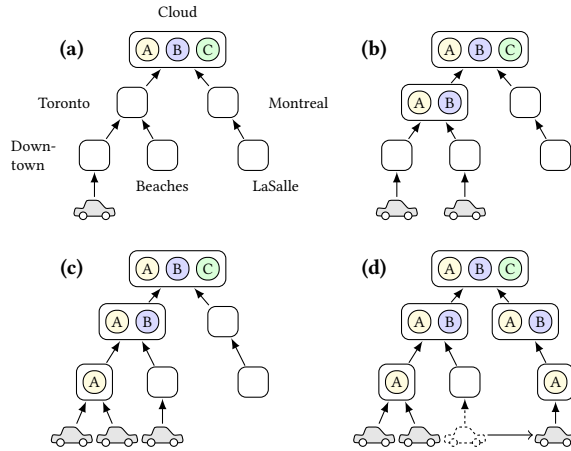 Cloud
(a) A B C
(b) A B C
Toronto
Montreal
A B
Down-
town
Beaches
LaSalle
(c) A B C
(d) A B C
A B
A B
A B
A
A
A